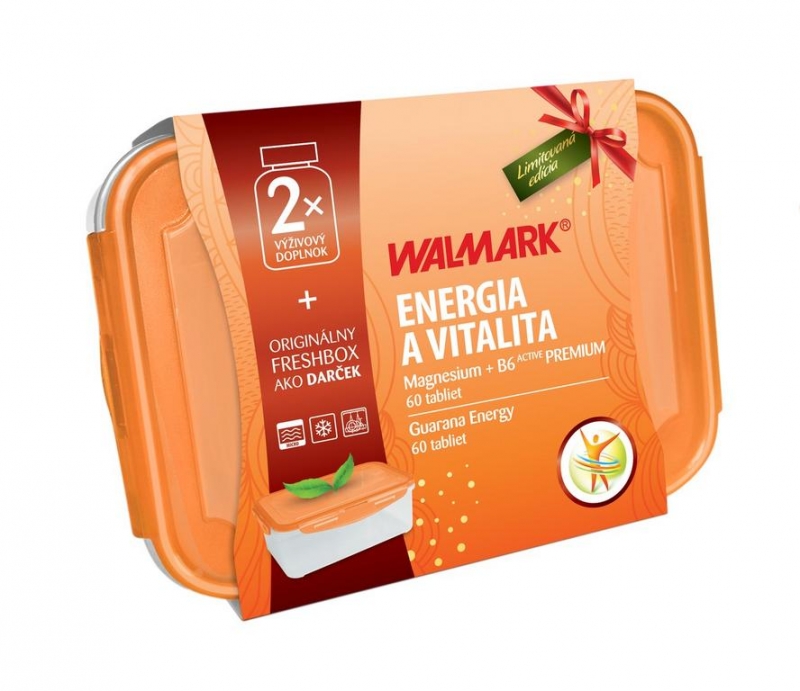 2×
VÝŽIVOVÝ
DOPLNOK
+
ORIGINÁLNY
FRESHBOX
AKO DARČEK
Limitovaná
edícia
WALMARK®
ENERGIA
A VITALITA
Magnesium + B6 ACTIVE PREMIUM
60 tabliet
Guarana Energy
60 tabliet